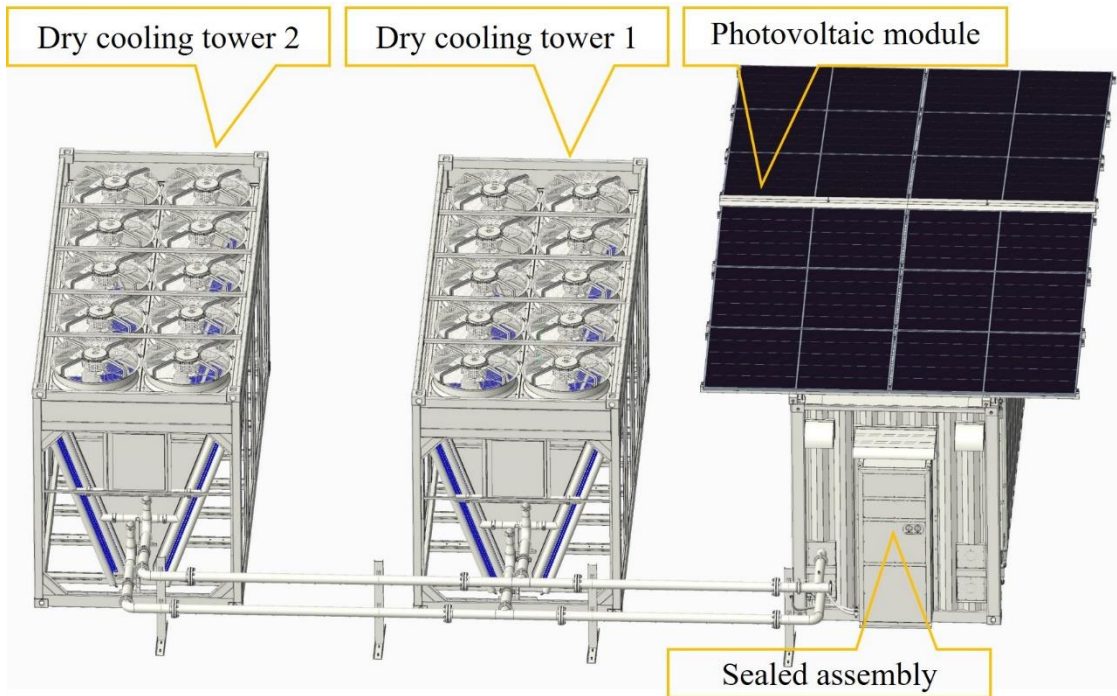 Dry cooling tower 2
Dry cooling tower 1
Photovoltaic module
Sealed assembly